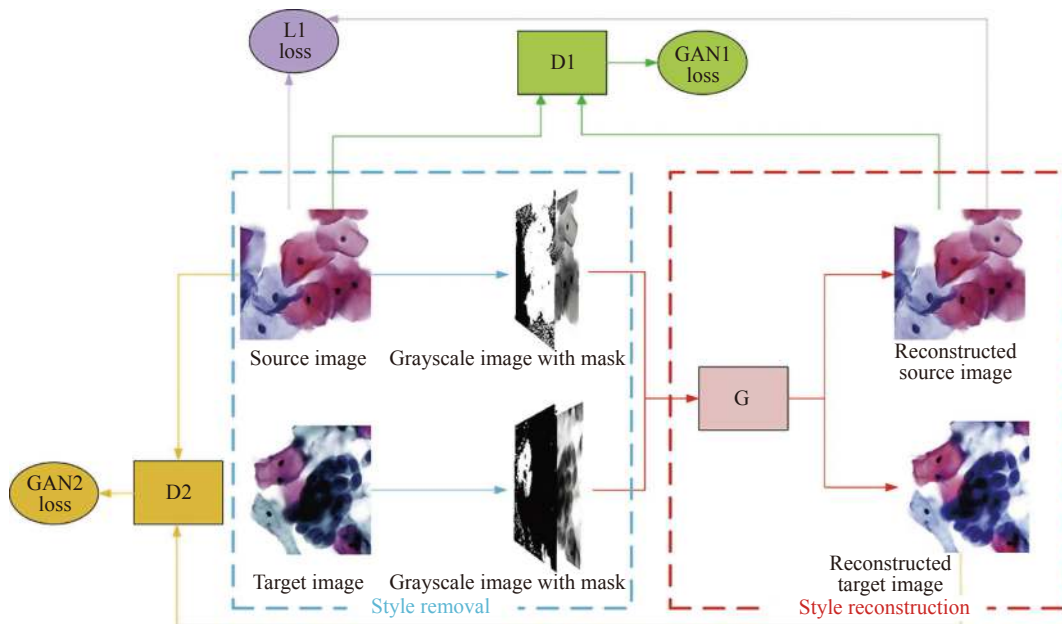 L1
loss
D1
GAN1
loss
Source image
Grayscale image with mask
Reconstructed
source image
G
GAN2
loss
D2
Target image
Grayscale image with mask
Reconstructed
target image
Style removal
Style reconstruction